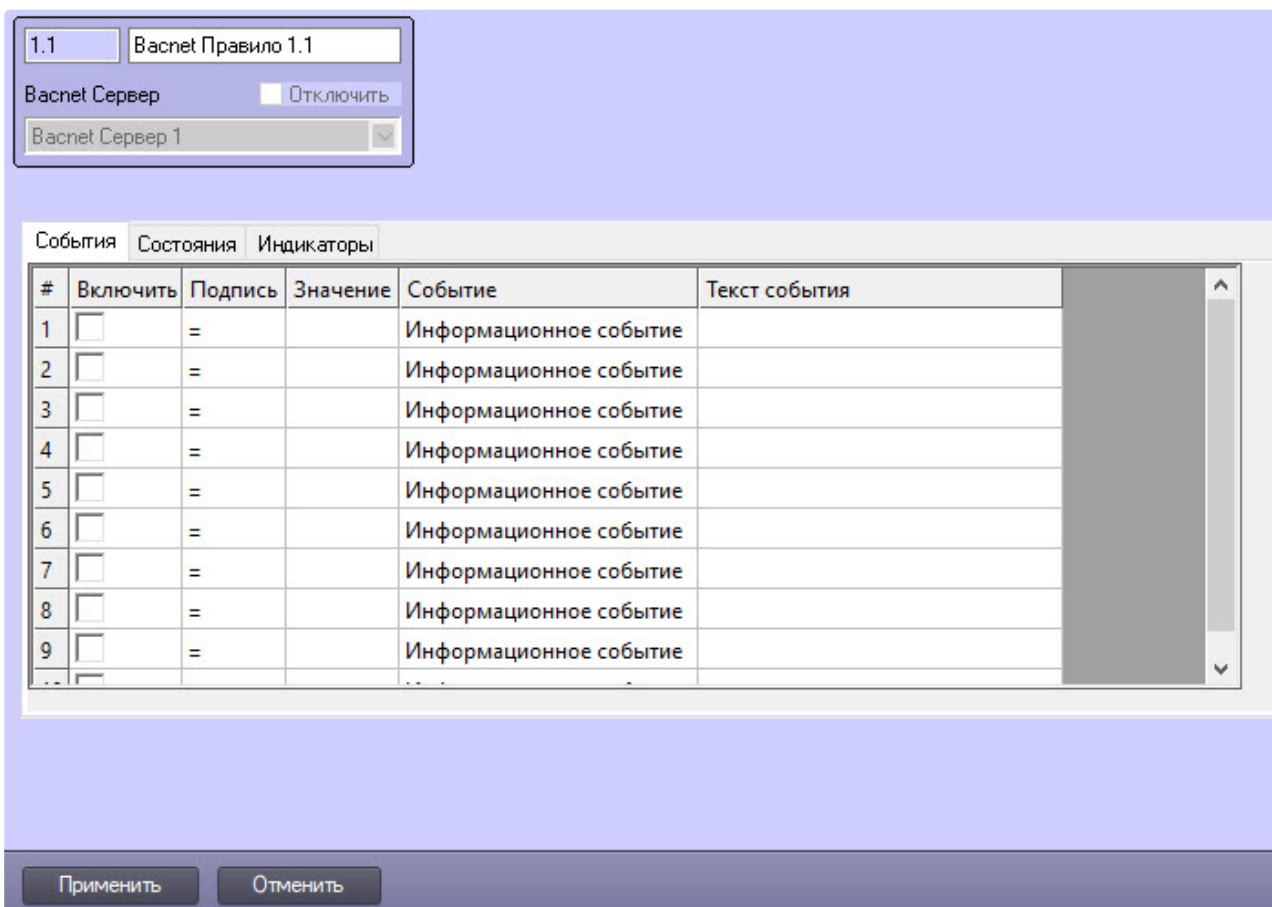 1.1 Bacnet Правило 1.1
Bacnet Сервер Отключить
Bacnet Сервер 1
События Состояния Индикаторы
# Включить Подпись Значение Событие Текст события
1 = Информационное событие
2 = Информационное событие
3 = Информационное событие
4 = Информационное событие
5 = Информационное событие
6 = Информационное событие
7 = Информационное событие
8 = Информационное событие
9 = Информационное событие
Применить Отменить